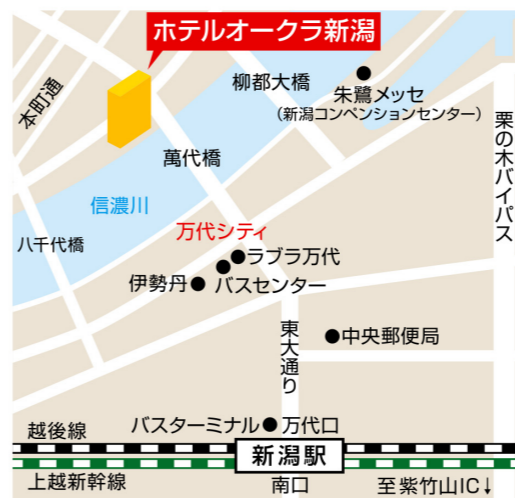 ホテルオークラ新潟
本町通
柳都大橋
朱鷺メッセ
（新潟コンベンションセンター）
栗の木バイパス
萬代橋
信濃川
八千代橋
万代シテイ
ラブラ万代
バスセンター
伊勢丹
東大通り
中央郵便局
バスターミナル
万代口
越後線
新潟駅
上越新幹線
南口
至紫竹山IC↓